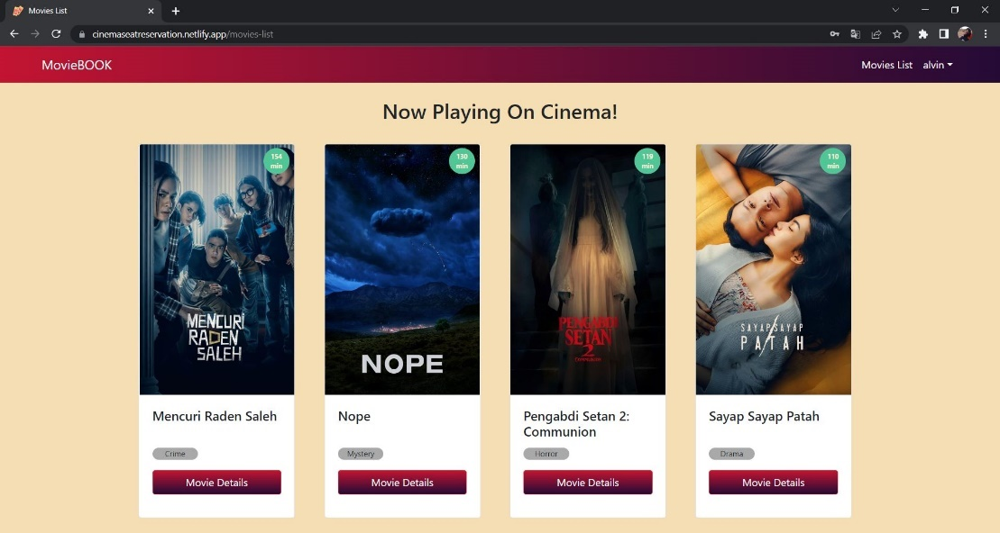 Movies List
cinemaseatreservation.netlify.app/movies-list
MovieBOOK
Movies List
alvin
Now Playing On Cinema!
154
min
MENCURI
RADEN
SALEH
Mencuri Raden Saleh
Crime
Movie Details
130
min
NOPE
Nope
Mystery
Movie Details
119
min
PENGABDI
SETAN
2
COMMUNION
Pengabdi Setan 2:
Communion
Horror
Movie Details
110
min
SAYAP SAYAP
PATAH
Sayap Sayap Patah
Drama
Movie Details